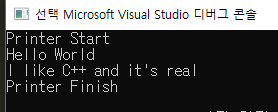 선택 Microsoft Visual Studio 디버그 콘솔
Printer Start
Hello World
I like C++ and it's real
Printer Finish